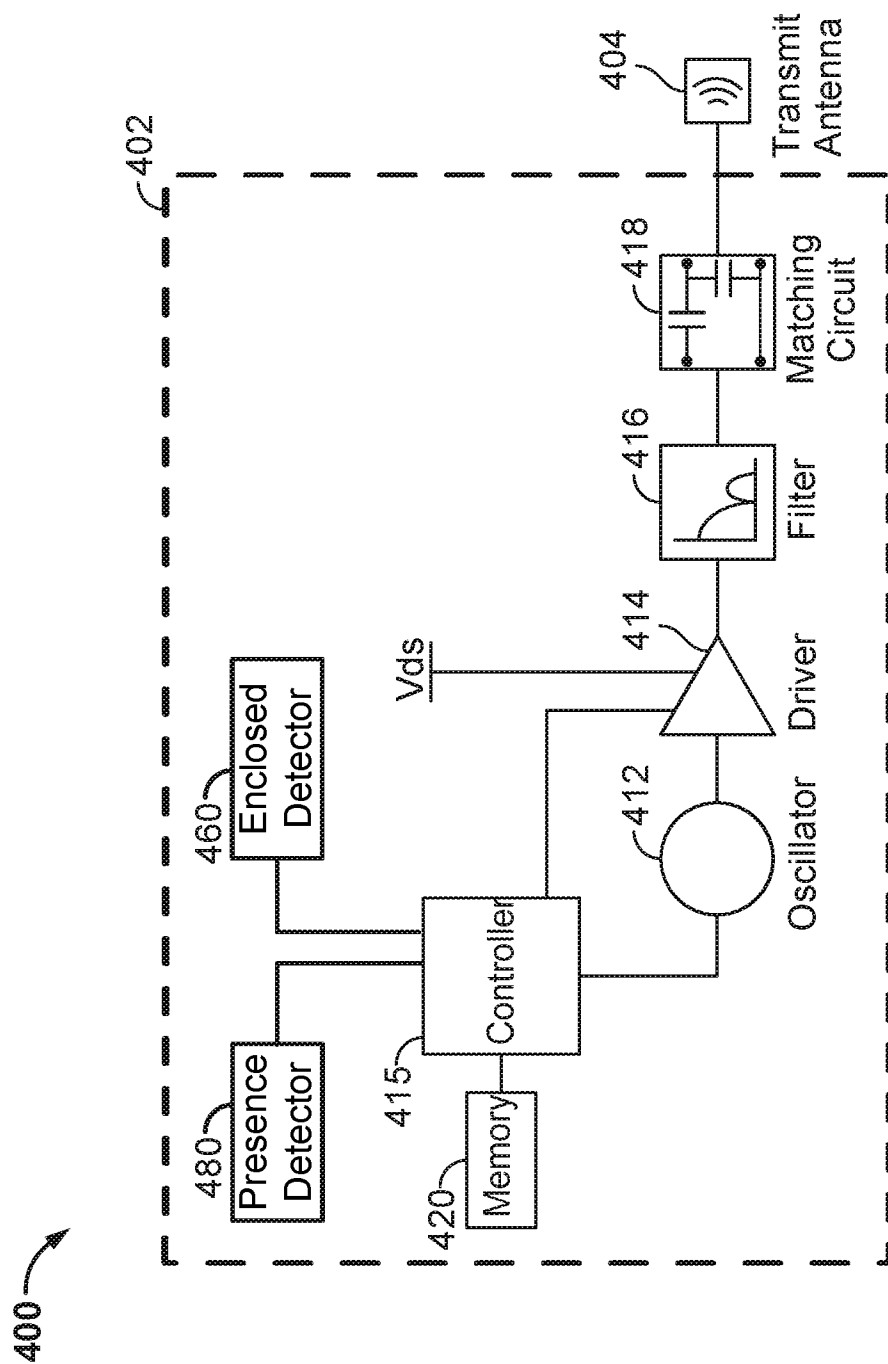 400
402
480
Presence
Detector
460
Enclosed
Detector
415
Controller
420
Memory
Vds
412
Oscillator
414
Driver
416
Filter
418
Matching
Circuit
404
Transmit
Antenna